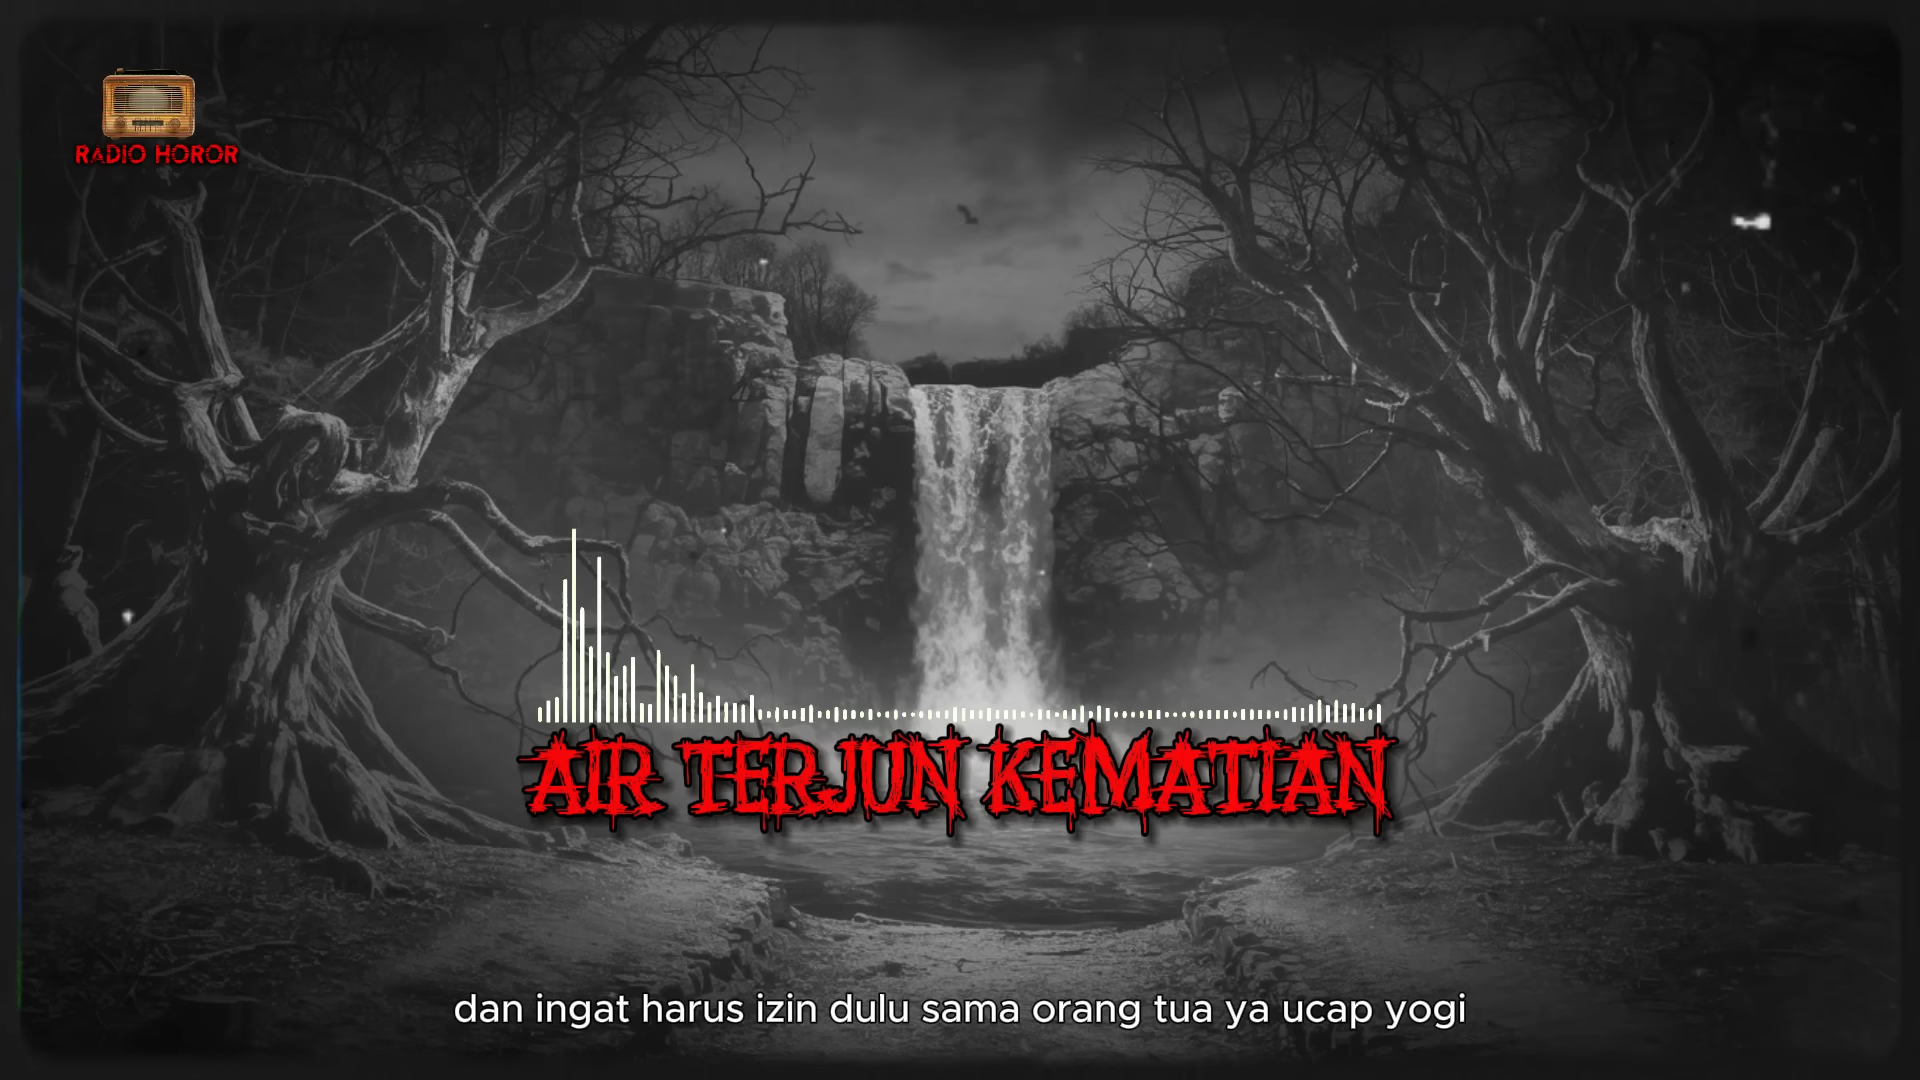 RADIO HOROR
AIR TERJUN KEMATIAN
dan ingat harus izin dulu sama orang tua ya ucap yogi